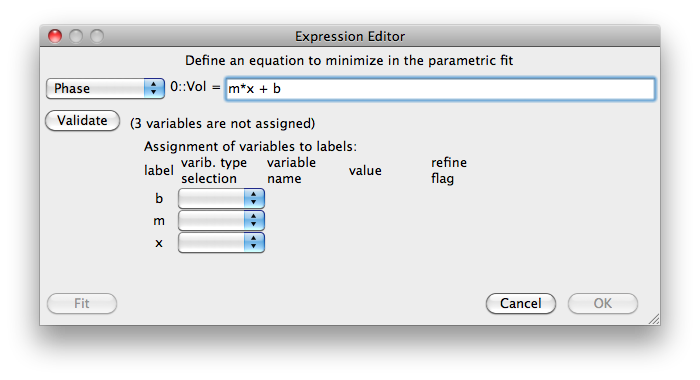 Expression Editor
Define an equation to minimize in the parametric fit
Phase 0::Vol = m*x + b
Validate (3 variables are not assigned)
Assignment of variables to labels:
label varib. type selection variable name value refine flag
b
m
x
Fit Cancel OK